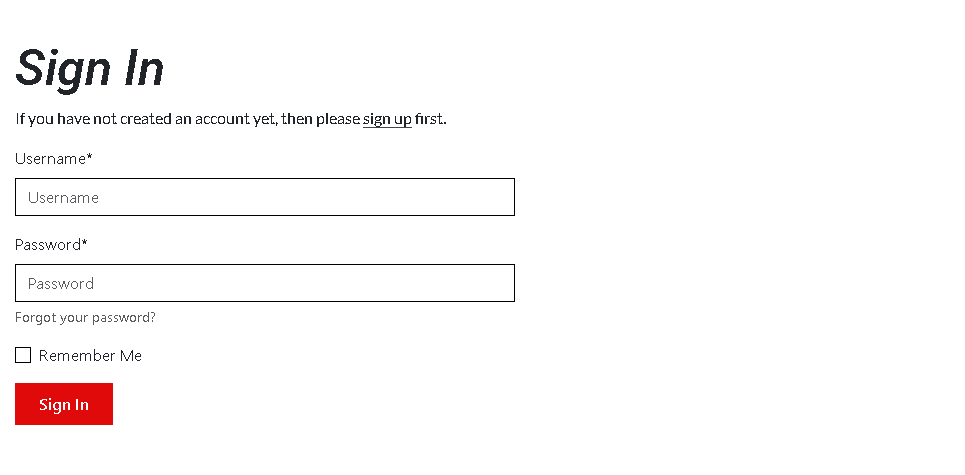 Sign In
If you have not created an account yet, then please sign up first.
Username*
Username
Password*
Password
Forgot your password?
Remember Me
Sign In